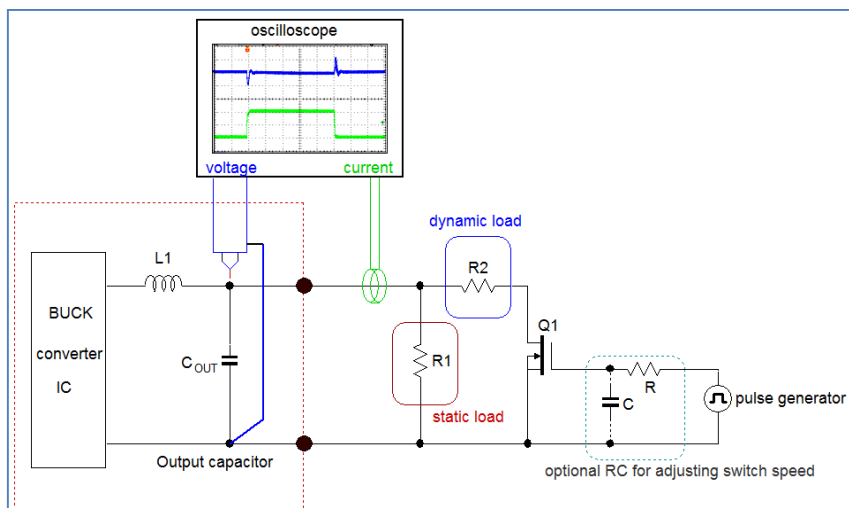 oscilloscope
voltage
current
dynamic load
L1
R2
BUCK
converter
IC
Q1
COUT
R1
R
C
pulse generator
static load
Output capacitor
optional RC for adjusting switch speed